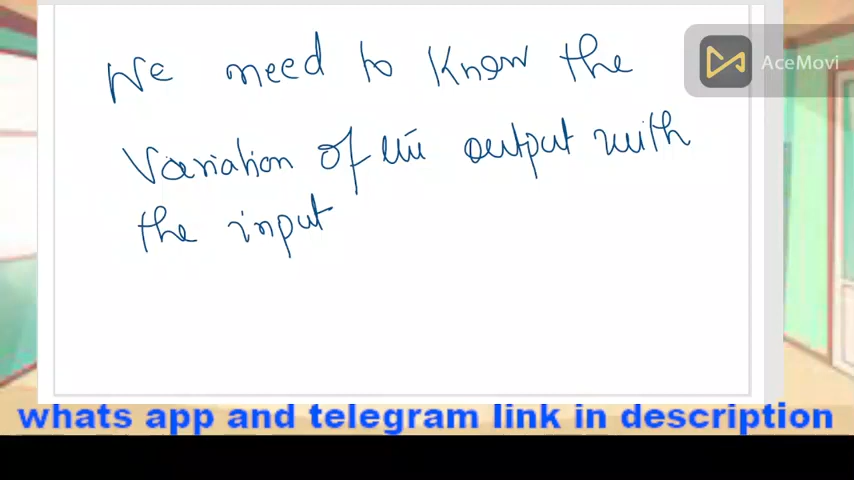 We need to know the
AceMovi
Variation of the output with
the input
whats app and telegram link in description